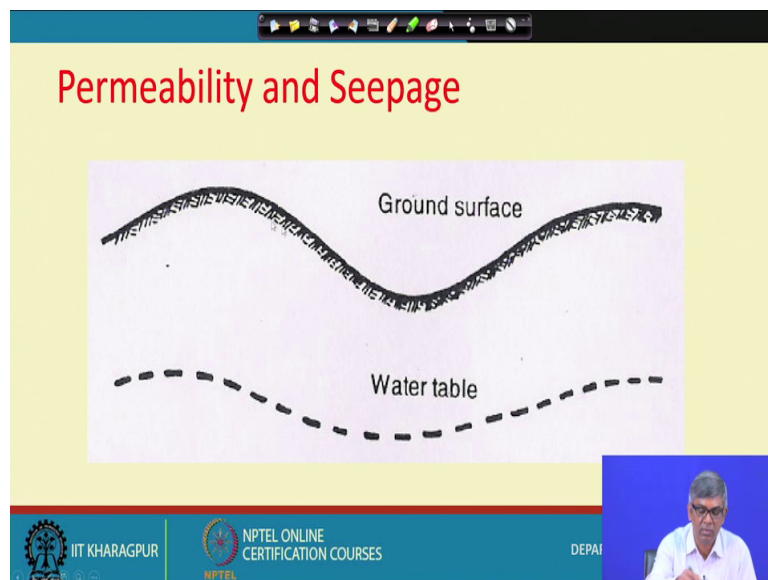 Permeability and Seepage
Ground surface
Water table
IIT KHARAGPUR
NPTEL ONLINE
CERTIFICATION COURSES
NPTEL